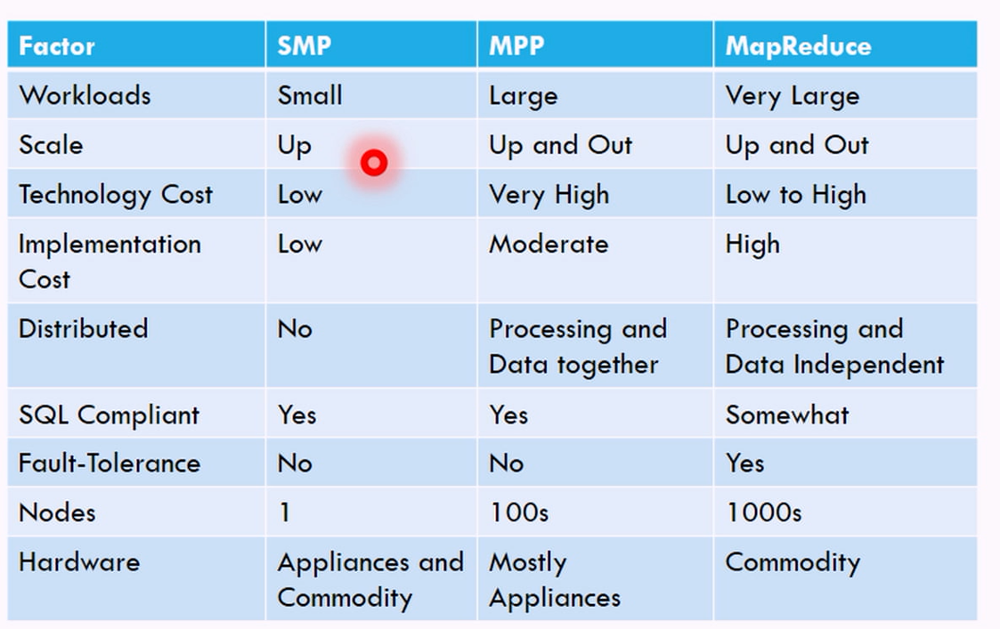 Factor SMP MPP MapReduce
Workloads Small Large Very Large
Scale Up Up and Out Up and Out
Technology Cost Low Very High Low to High
Implementation Low Moderate High
Cost
Distributed No Processing and Processing and
Data together Data Independent
SQL Compliant Yes Yes Somewhat
Fault-Tolerance No No Yes
Nodes 1 100s 1000s
Hardware Appliances and Mostly Commodity
Commodity Appliances